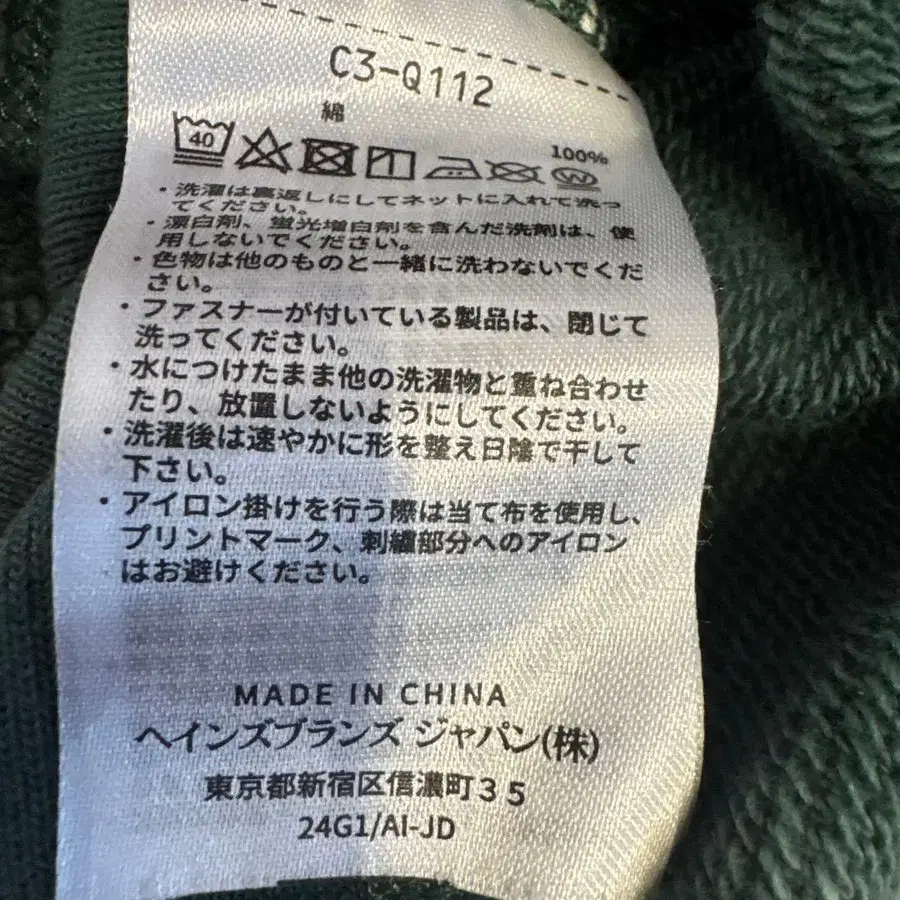 C3-Q112
綿
100%
40
W
・洗濯は裏返しにしてネットに入れて洗っ
てください。
・漂白剤、蛍光増白剤を含んだ洗剤は、使
用しないでください。
・色物は他のものと一緒に洗わないでくだ
さい。
・ファスナーが付いている製品は、閉じて
洗ってください。
・水につけたまま他の洗濯物と重ね合わせ
たり、放置しないようにしてください。
・洗濯後は速やかに形を整え日陰で干して
下さい。
・アイロン掛けを行う際は当て布を使用し、
プリントマーク、刺繍部分へのアイロン
はお避けください。
MADE IN CHINA
ヘインズブランズ ジャパン(株)
東京都新宿区信濃町３５
24G1/AI-JD